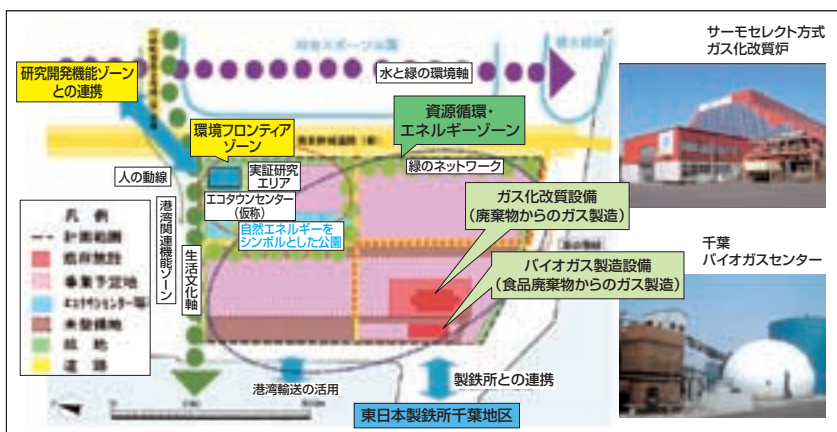 サーモセレクト方式
ガス化改質炉
水と緑の環境軸
研究開発機能ゾーン
との連携
資源循環・
エネルギーゾーン
環境フロンティア
ゾーン
緑のネットワーク
人の動線
実証研究
エリア
エコタウンセンター
(仮称)
自然エネルギーを
シンボルとした公園
ガス化改質設備
(廃棄物からのガス製造)
港湾関連機能ゾーン
生活文化軸
凡例
計画範囲
既存施設
事業予定地
未整備地
緑地
道路
バイオガス製造設備
(食品廃棄物からのガス製造)
千葉
バイオガスセンター
港湾輸送の活用
製鉄所との連携
東日本製鉄所千葉地区